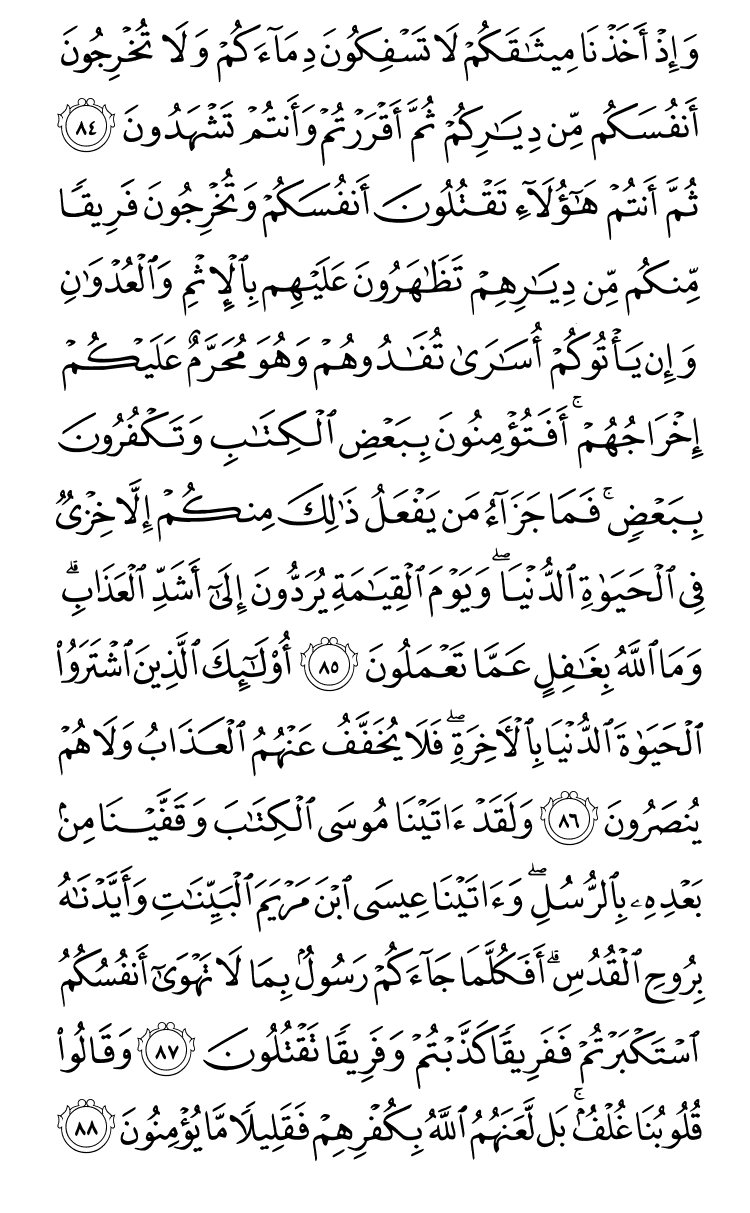 وَإِذْ أَخَذْنَا مِيثَٰقَكُمْ لَا تَسْفِكُونَ دِمَآءَكُمْ وَلَا تُخْرِجُونَ
أَنفُسَكُم مِّن دِيَٰرِكُمْ ثُمَّ أَقْرَرْتُمْ وَأَنتُمْ تَشْهَدُونَ ٨٤
ثُمَّ أَنتُمْ هَٰٓؤُلَآءِ تَقْتُلُونَ أَنفُسَكُمْ وَتُخْرِجُونَ فَرِيقًا
مِّنكُم مِّن دِيَٰرِهِمْ تَظَٰهَرُونَ عَلَيْهِم بِٱلْإِثْمِ وَٱلْعُدْوَٰنِ
وَإِن يَأْتُوكُمْ أُسَٰرَىٰ تُفَٰدُوهُمْ وَهُوَ مُحَرَّمٌ عَلَيْكُمْ
إِخْرَاجُهُمْ ۚ أَفَتُؤْمِنُونَ بِبَعْضِ ٱلْكِتَٰبِ وَتَكْفُرُونَ
بِبَعْضٍ ۚ فَمَا جَزَآءُ مَن يَفْعَلُ ذَٰلِكَ مِنكُمْ إِلَّا خِزْىٌ
فِى ٱلْحَيَوٰةِ ٱلدُّنْيَا ۖ وَيَوْمَ ٱلْقِيَٰمَةِ يُرَدُّونَ إِلَىٰٓ أَشَدِّ ٱلْعَذَابِ ۗ
وَمَا ٱللَّهُ بِغَٰفِلٍ عَمَّا تَعْمَلُونَ ٨٥ أُو۟لَٰٓئِكَ ٱلَّذِينَ ٱشْتَرَوُا۟
ٱلْحَيَوٰةَ ٱلدُّنْيَا بِٱلْـَٔاخِرَةِ ۖ فَلَا يُخَفَّفُ عَنْهُمُ ٱلْعَذَابُ وَلَا هُمْ
يُنصَرُونَ ٨٦ وَلَقَدْ ءَاتَيْنَا مُوسَى ٱلْكِتَٰبَ وَقَفَّيْنَا مِنۢ
بَعْدِهِۦ بِٱلرُّسُلِ ۖ وَءَاتَيْنَا عِيسَى ٱبْنَ مَرْيَمَ ٱلْبَيِّنَٰتِ وَأَيَّدْنَٰهُ
بِرُوحِ ٱلْقُدُسِ ۗ أَفَكُلَّمَا جَآءَكُمْ رَسُولٌۢ بِمَا لَا تَهْوَىٰٓ أَنفُسُكُمُ
ٱسْتَكْبَرْتُمْ فَفَرِيقًا كَذَّبْتُمْ وَفَرِيقًا تَقْتُلُونَ ٨٧ وَقَالُوا۟
قُلُوبُنَا غُلْفٌۢ ۚ بَل لَّعَنَهُمُ ٱللَّهُ بِكُفْرِهِمْ فَقَلِيلًا مَّا يُؤْمِنُونَ ٨٨